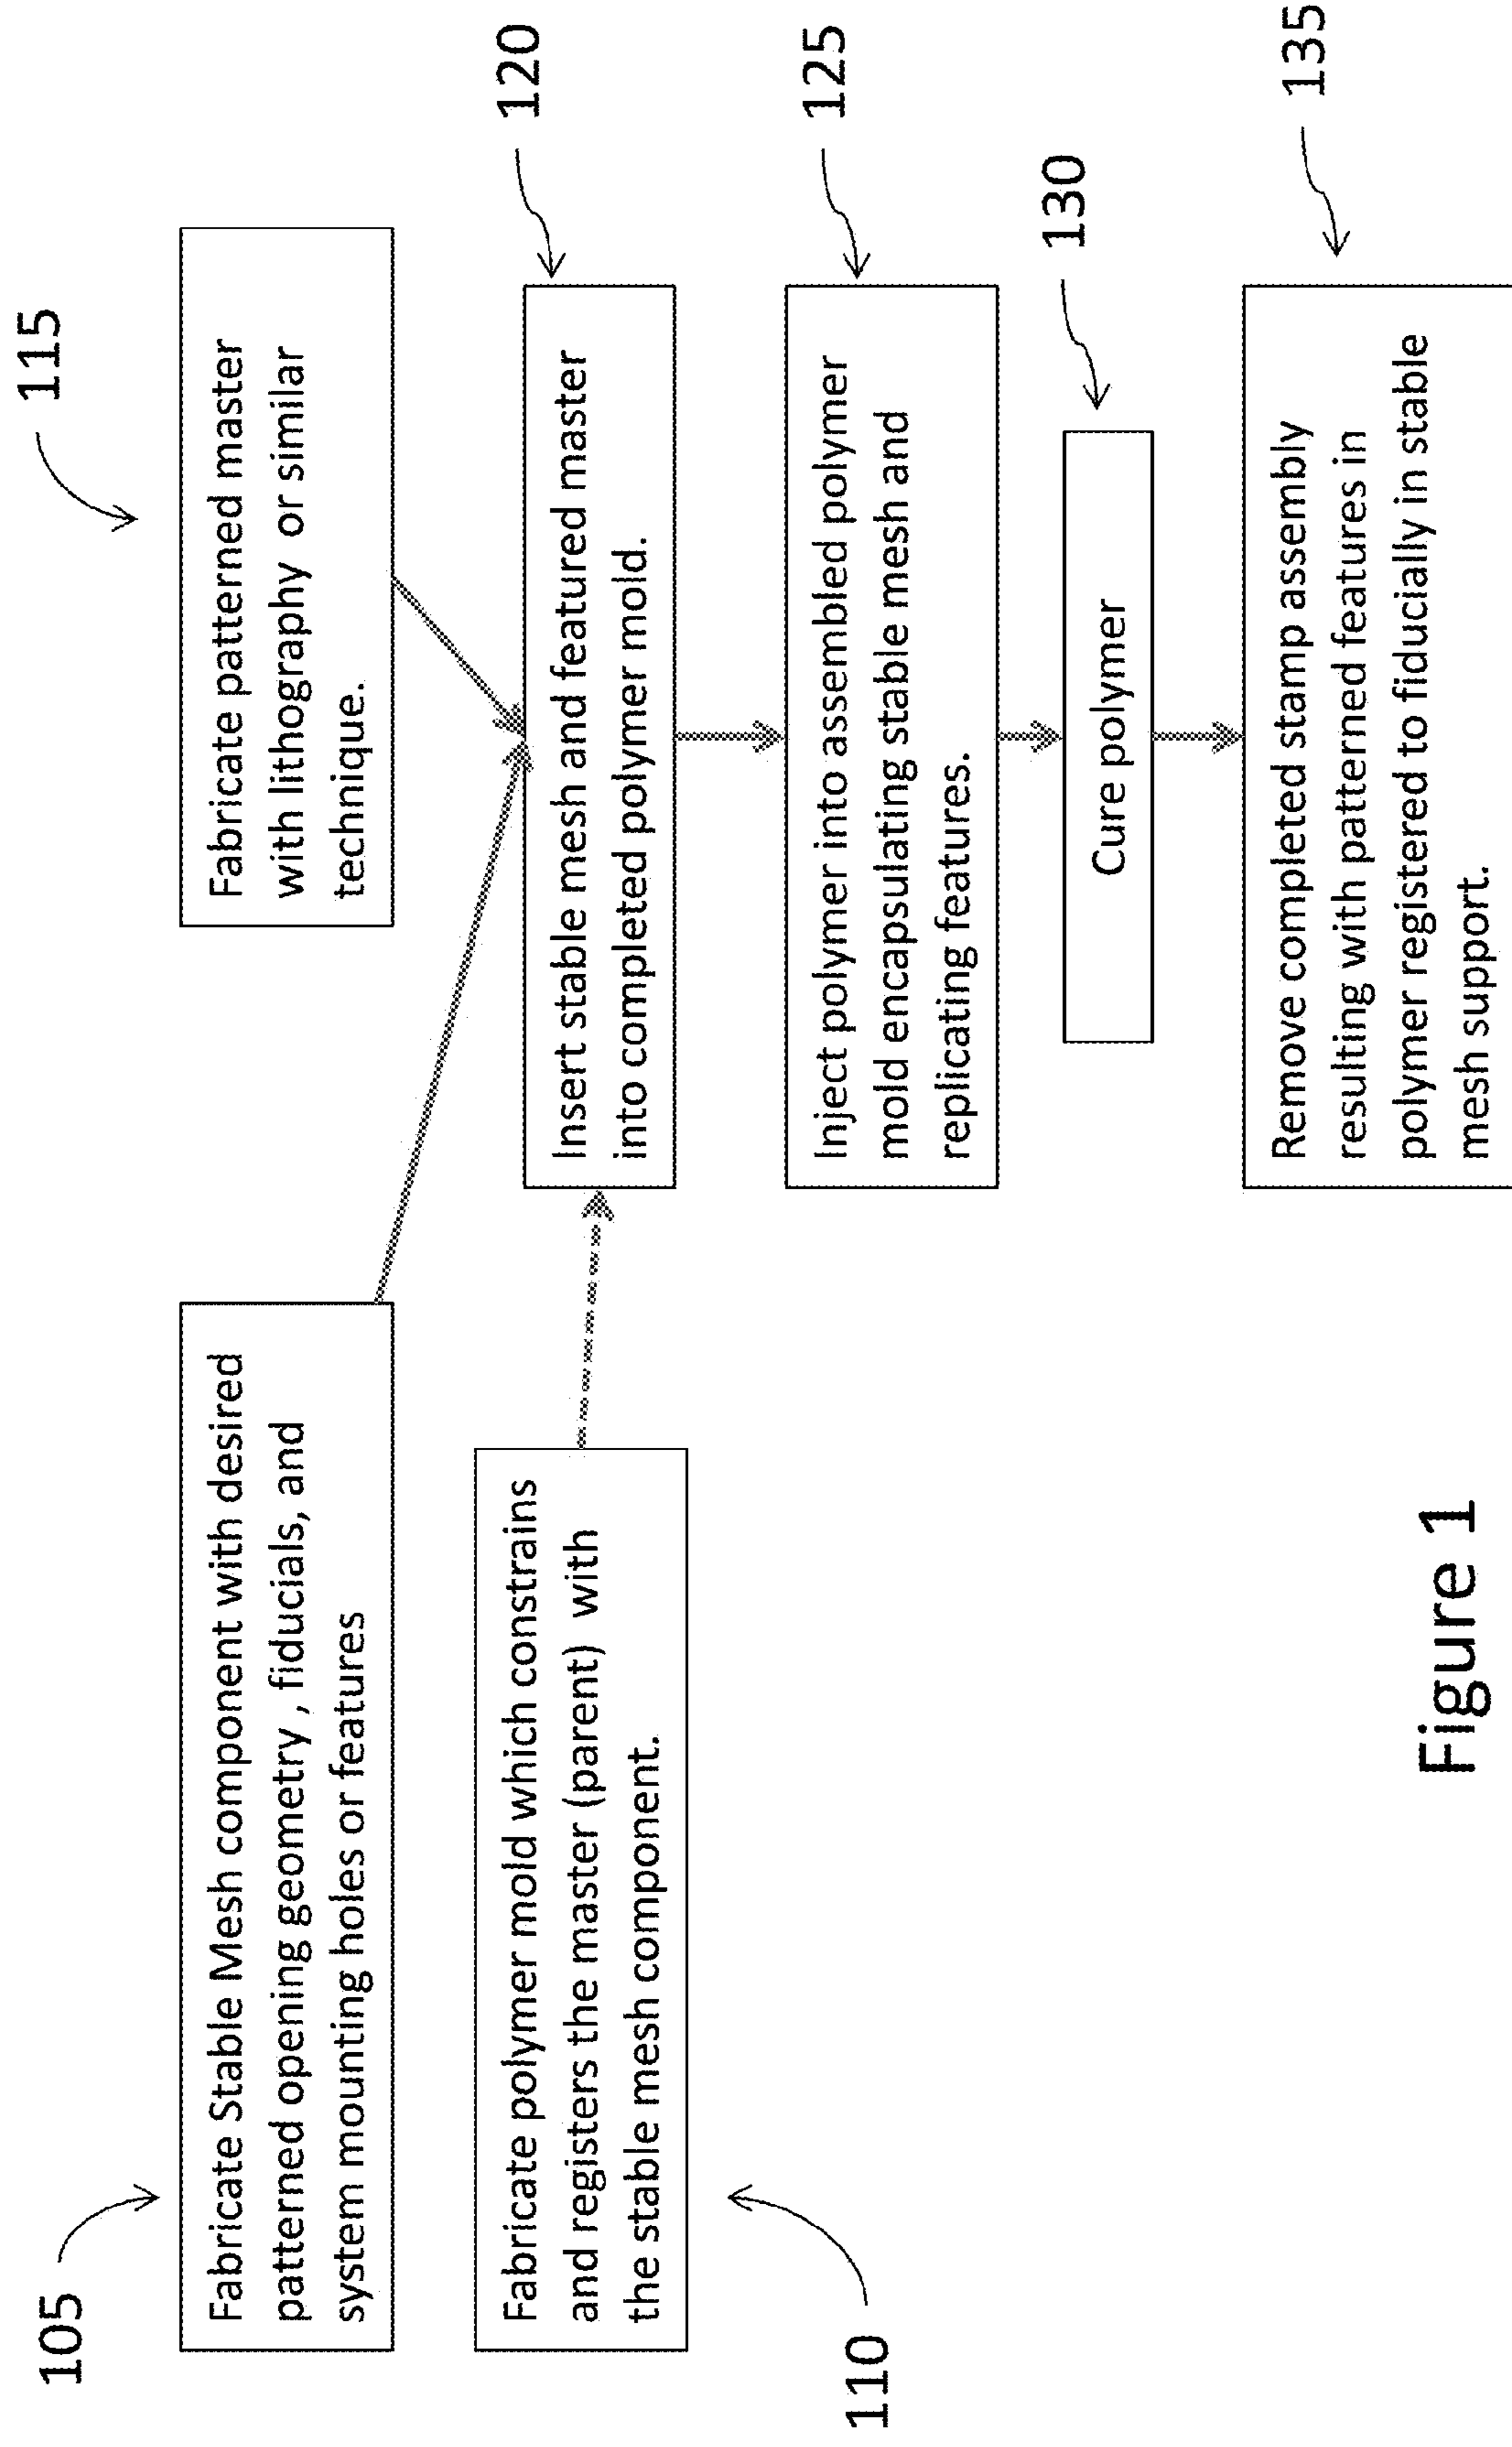 105
Fabricate Stable Mesh component with desired
patterned opening geometry , fiducials, and
system mounting holes or features
110
Fabricate polymer mold which constrains
and registers the master (parent) with
the stable mesh component.
115
Fabricate patterned master
with lithography or similar
technique.
120
Insert stable mesh and featured master
into completed polymer mold.
125
Inject polymer into assembled polymer
mold encapsulating stable mesh and
replicating features.
130
Cure polymer
135
Remove completed stamp assembly
resulting with patterned features in
polymer registered to fiducially in stable
mesh support.
Figure 1